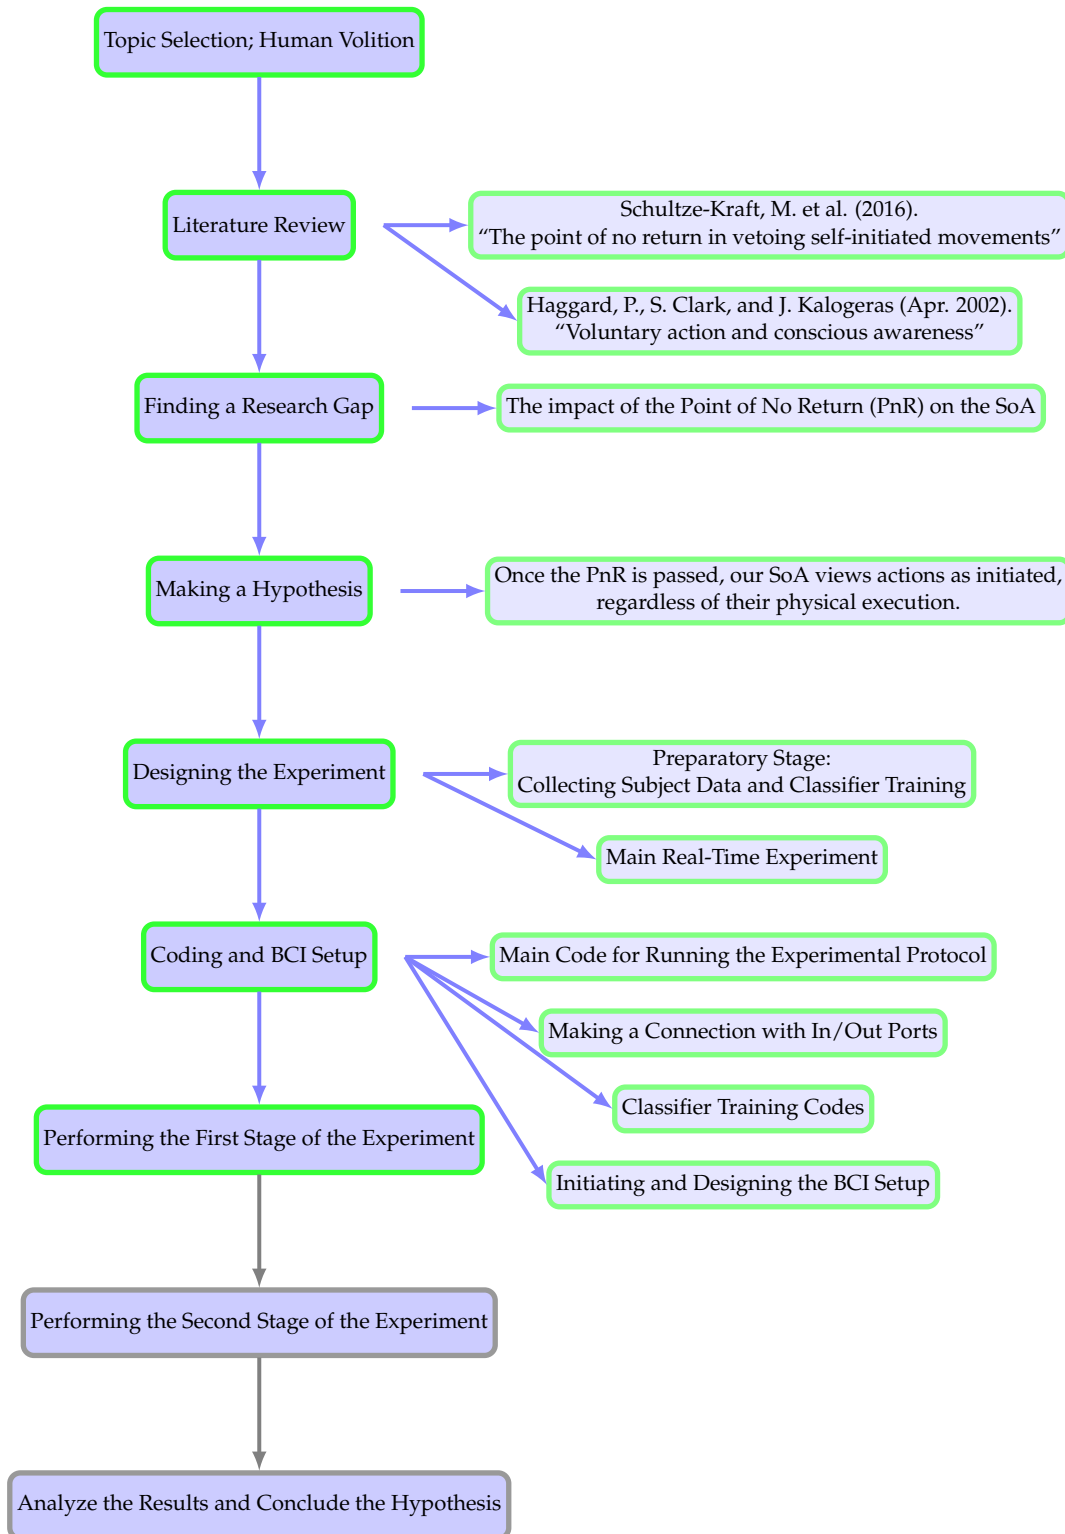 Topic Selection; Human Volition
Literature Review
Schultze-Kraft, M. et al. (2016).
“The point of no return in vetoing self-initiated movements”
Haggard, P., S. Clark, and J. Kalogeras (Apr. 2002).
“Voluntary action and conscious awareness”
Finding a Research Gap
The impact of the Point of No Return (PnR) on the SoA
Making a Hypothesis
Once the PnR is passed, our SoA views actions as initiated,
regardless of their physical execution.
Designing the Experiment
Preparatory Stage:
Collecting Subject Data and Classifier Training
Main Real-Time Experiment
Coding and BCI Setup
Main Code for Running the Experimental Protocol
Making a Connection with In/Out Ports
Classifier Training Codes
Performing the First Stage of the Experiment
Initiating and Designing the BCI Setup
Performing the Second Stage of the Experiment
Analyze the Results and Conclude the Hypothesis